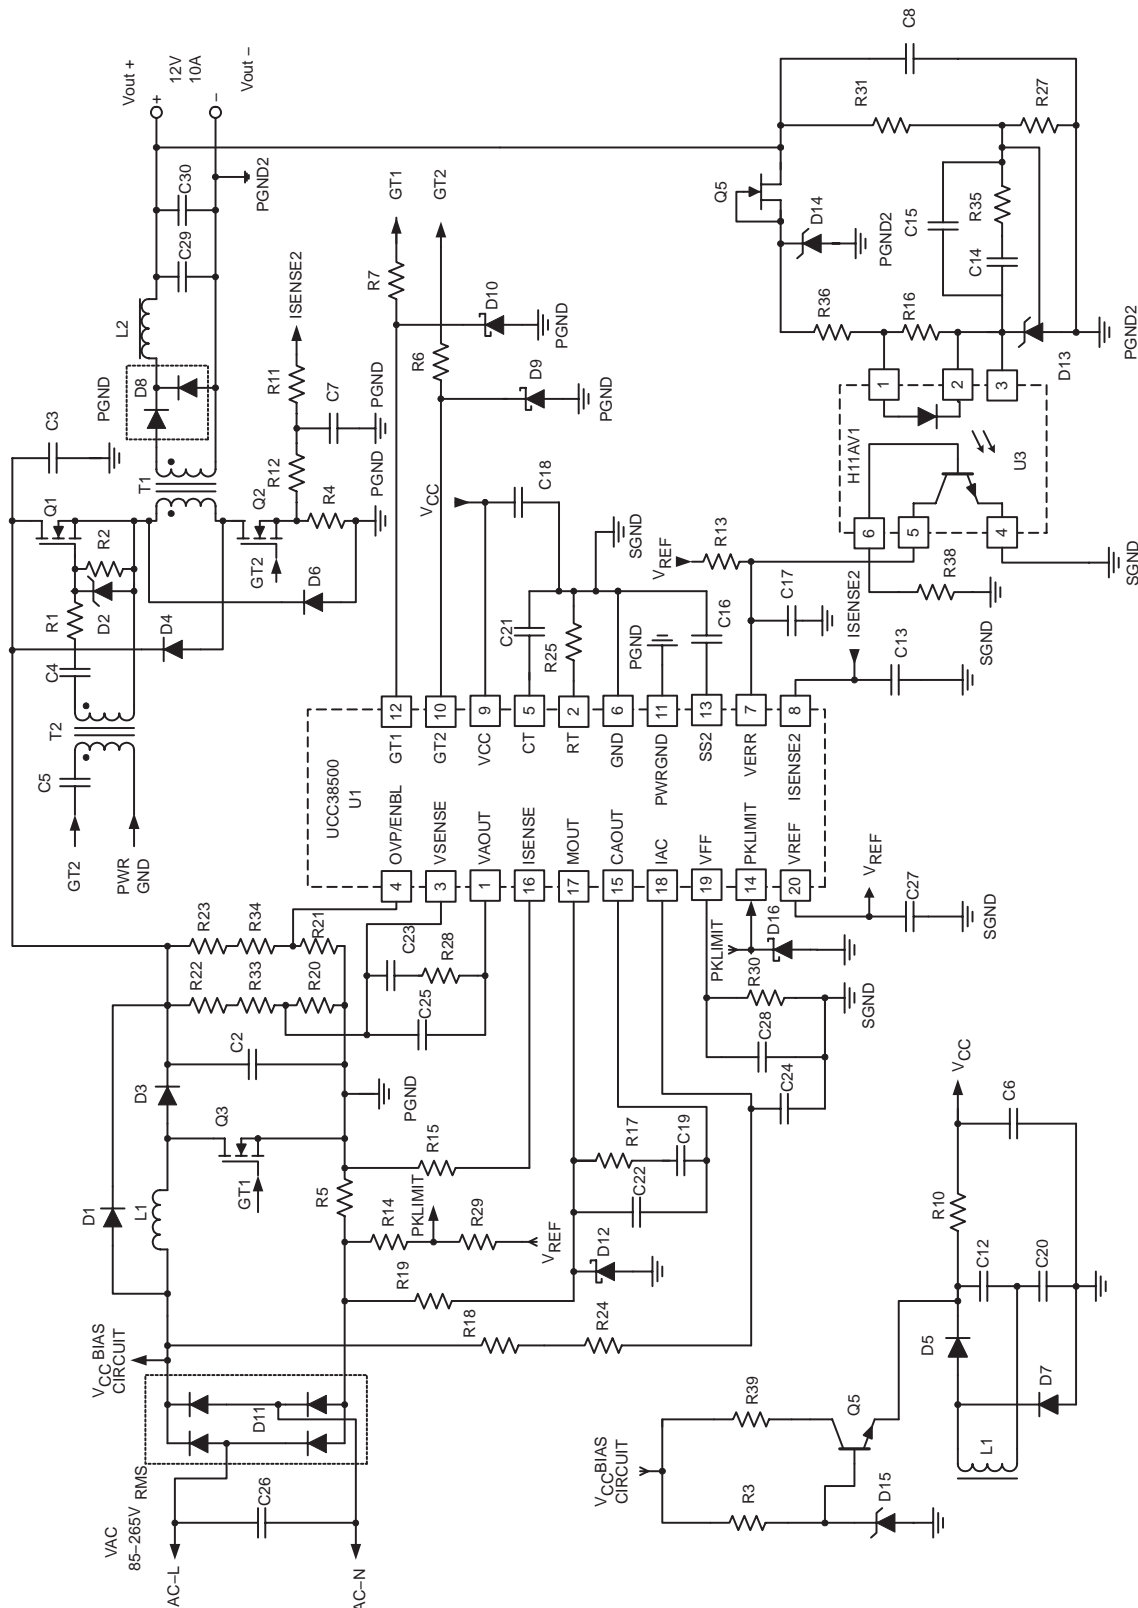 VAC
85–265V RMS
AC–L
AC–N
C26
D11
VCC BIAS
CIRCUIT
D1
L1
D3
GT1
Q3
C2
R5
PGND
R22
R33
R20
R23
R34
R21
R19
R14
PKLIMIT
R29
VREF
R15
R18
R24
D12
C22
R17
C19
C25
C23
R28
C24
C28
R30
SGND
PKLIMIT
D16
VREF
C27
SGND
GT2
PWR
GND
C5
T2
C4
R1
D2
R2
D4
D6
Q1
T1
GT2
Q2
R4
PGND
R12
C7
PGND
R11
ISENSE2
C3
PGND
D8
L2
C29
C30
PGND2
Vout +
12V
10A
Vout –
UCC38500
U1
4 OVP/ENBL
3 VSENSE
1 VAOUT
16 ISENSE
17 MOUT
15 CAOUT
18 IAC
19 VFF
14 PKLIMIT
20 VREF
GT1 12
GT2 10
VCC 9
CT 5
RT 2
GND 6
PWRGND 11
SS2 13
VERR 7
ISENSE2 8
R7
GT1
D10
PGND
R6
GT2
D9
PGND
VCC
C18
C21
R25
SGND
PGND
C16
VREF
R13
C17
ISENSE2
C13
SGND
R38
SGND
H11AV1
U3
6
5
4
1
2
3
R36
R16
D13
PGND2
Q5
D14
PGND2
C15
C14
R35
R31
R27
C8
VCC BIAS
CIRCUIT
R3
R39
D15
Q5
L1
D5
D7
C12
C20
R10
C6
VCC